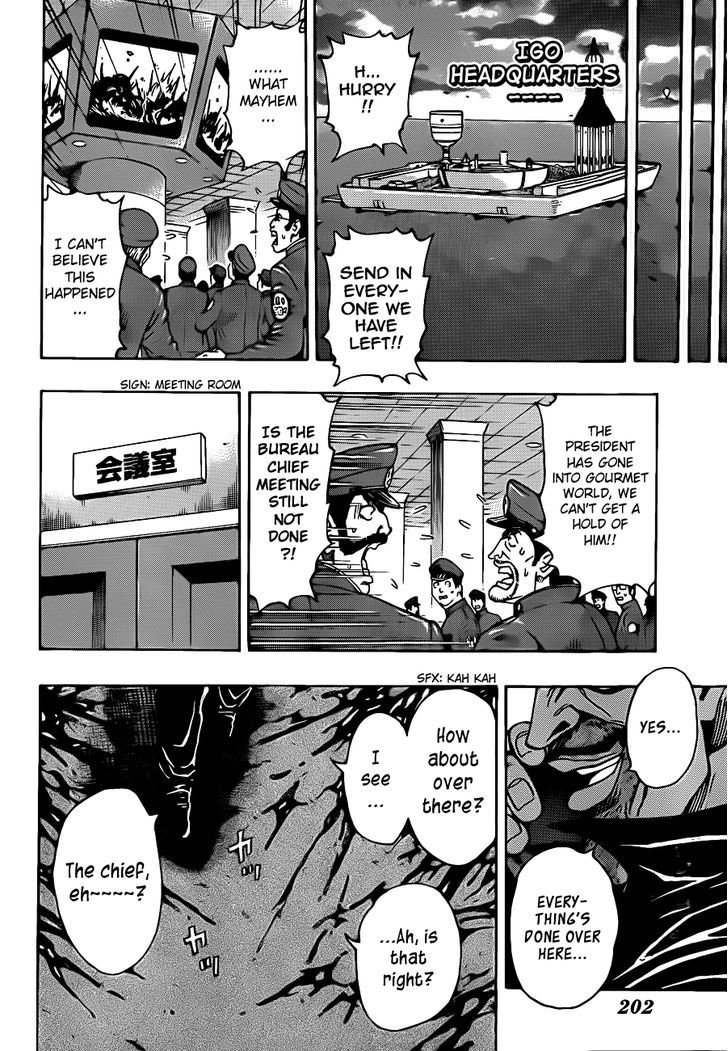 IGO
HEADQUARTERS
H...
HURRY
!!
SEND IN
EVERY-
ONE WE
HAVE
LEFT!!
......
WHAT
MAYHEM
...
I CAN'T
BELIEVE
THIS
HAPPENED
...
THE
PRESIDENT
HAS GONE
INTO GOURMET
WORLD, WE
CAN'T GET A
HOLD OF
HIM!!
IS THE
BUREAU
CHIEF
MEETING
STILL
NOT
DONE
?!
SIGN: MEETING ROOM
会議室
YES...
EVERY-
THING'S
DONE OVER
HERE...
SFX: KAH KAH
How
about
over
there?
I
see
...
...Ah, is
that
right?
The chief,
eh~~~~?
カッ
カッ
202